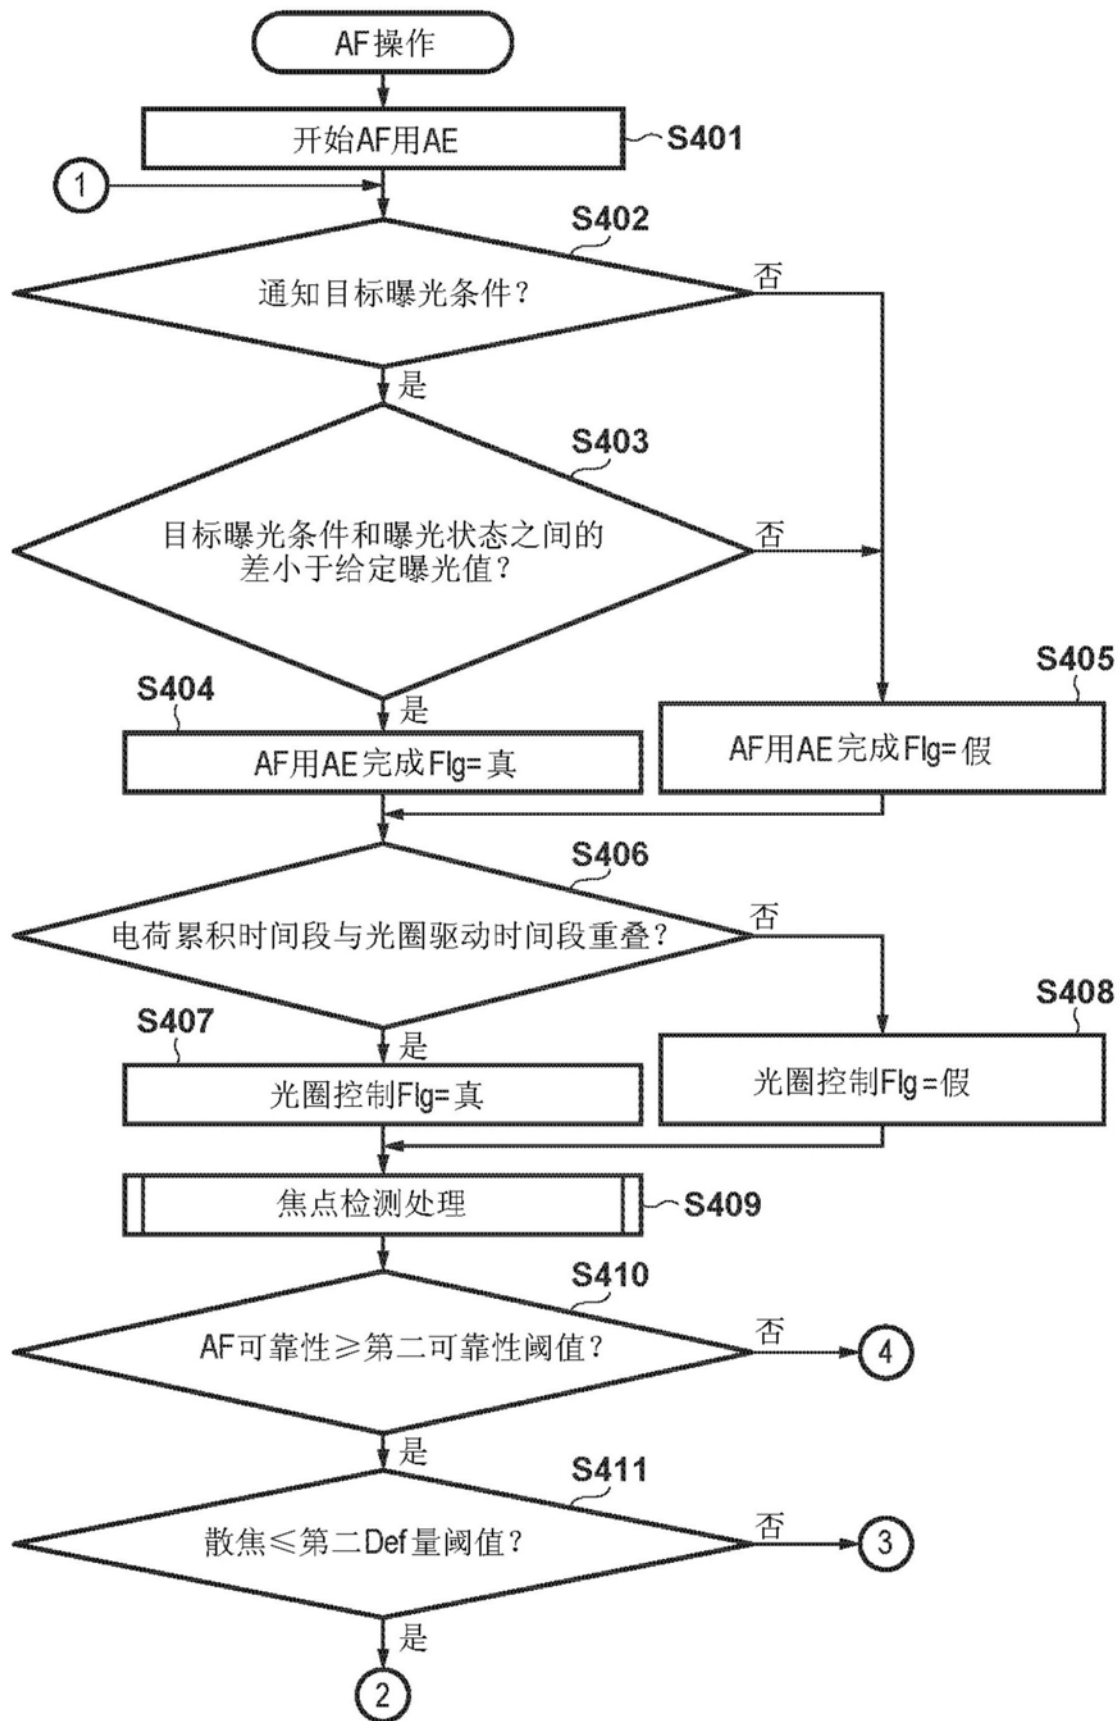 AF操作
开始AF用AE
S401
1
S402
通知目标曝光条件？
否
是
S403
目标曝光条件和曝光状态之间的
差小于给定曝光值？
否
是
S404
AF用AE完成Flg=真
S405
AF用AE完成Flg=假
S406
电荷累积时间段与光圈驱动时间段重叠？
否
是
S407
光圈控制Flg=真
S408
光圈控制Flg=假
焦点检测处理
S409
S410
AF可靠性≥第二可靠性阈值？
否
4
是
S411
散焦≤第二Def量阈值？
否
3
是
2